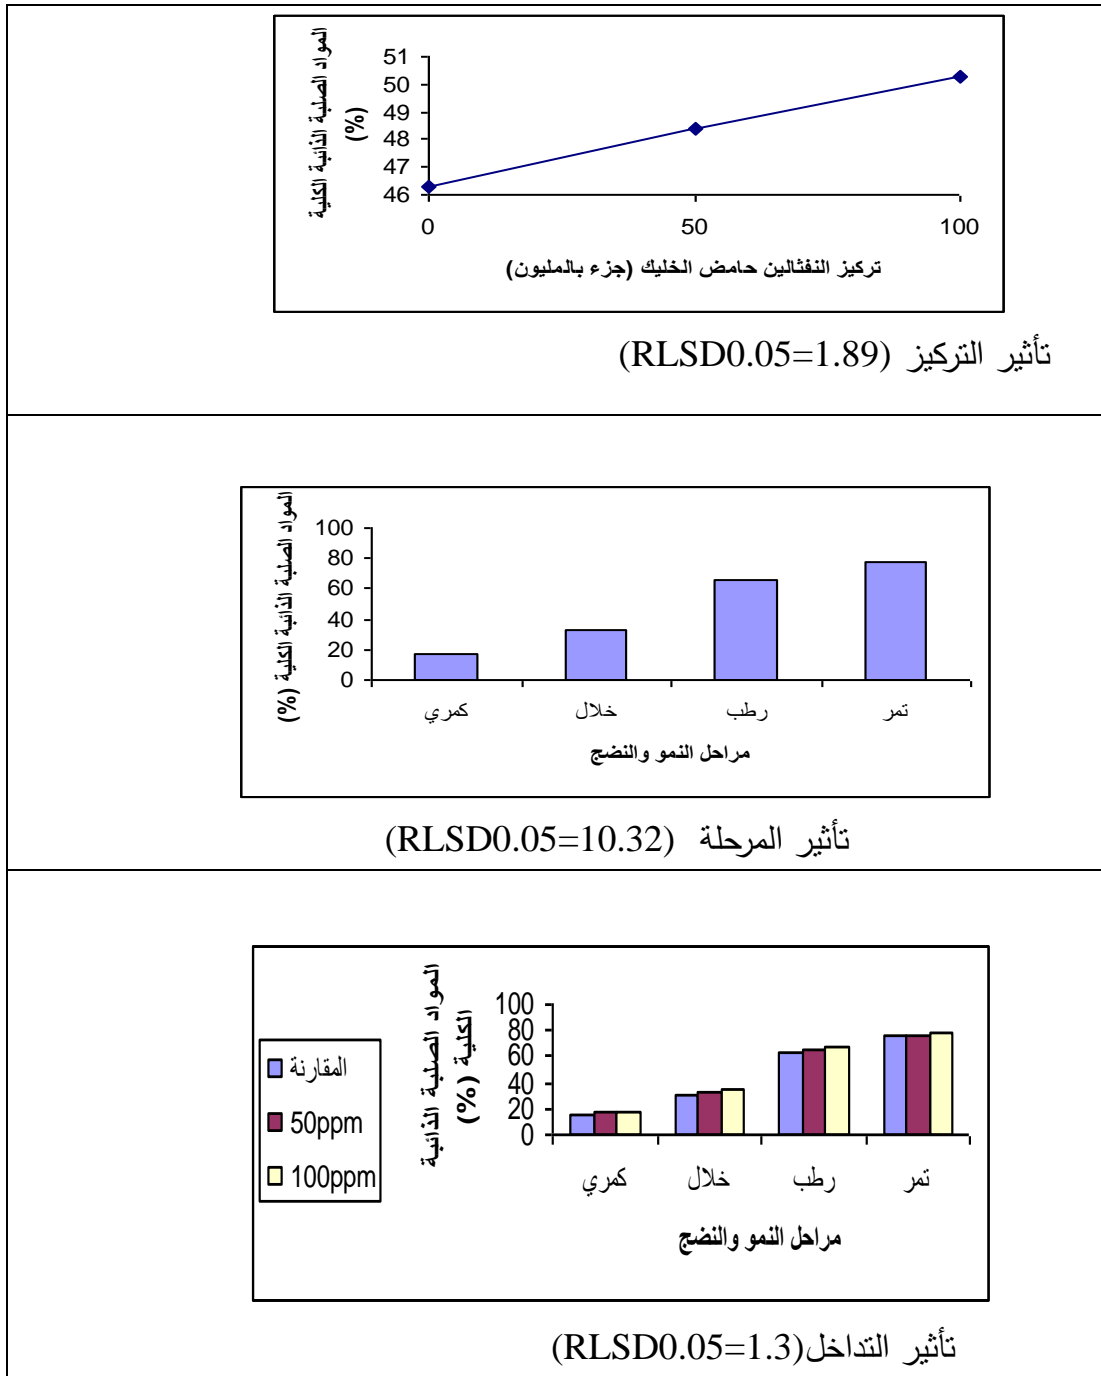 المواد الصلبة الذائبة الكلية
(%)
51
50
49
48
47
46
0 50 100
تركيز النفثالين حامض الخليك (جزء بالمليون)
تأثير التركيز (RLSD0.05=1.89)
المواد الصلبة الذائبة الكلية (%)
100
80
60
40
20
0
كمري خلال رطب تمر
مراحل النمو والنضج
تأثير المرحلة (RLSD0.05=10.32)
المواد الصلبة الذائبة
الكلية (%)
100
80
60
40
20
0
كمري خلال رطب تمر
مراحل النمو والنضج
المقارنة
50ppm
100ppm
تأثير التداخل(RLSD0.05=1.3)